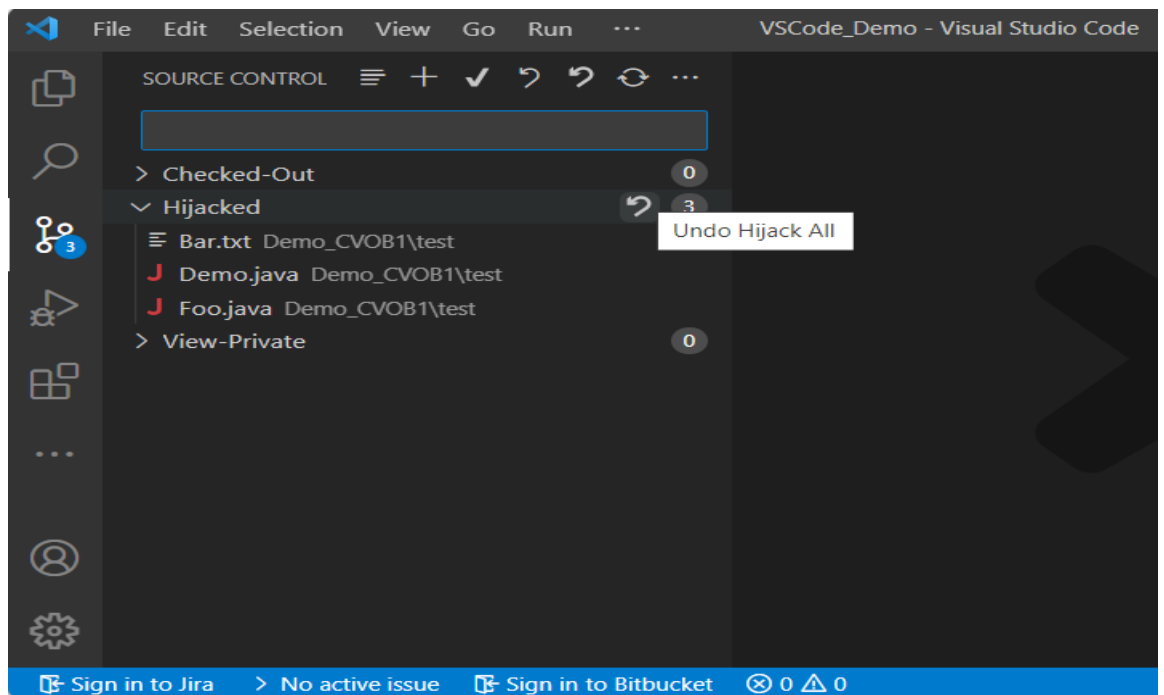 File Edit Selection View Go Run ··· VSCode_Demo - Visual Studio Code
SOURCE CONTROL
Checked-Out 0
Hijacked 3
Undo Hijack All
3
Bar.txt Demo_CVOB1\test
J Demo.java Demo_CVOB1\test
J Foo.java Demo_CVOB1\test
View-Private 0
Sign in to Jira > No active issue Sign in to Bitbucket 0 0